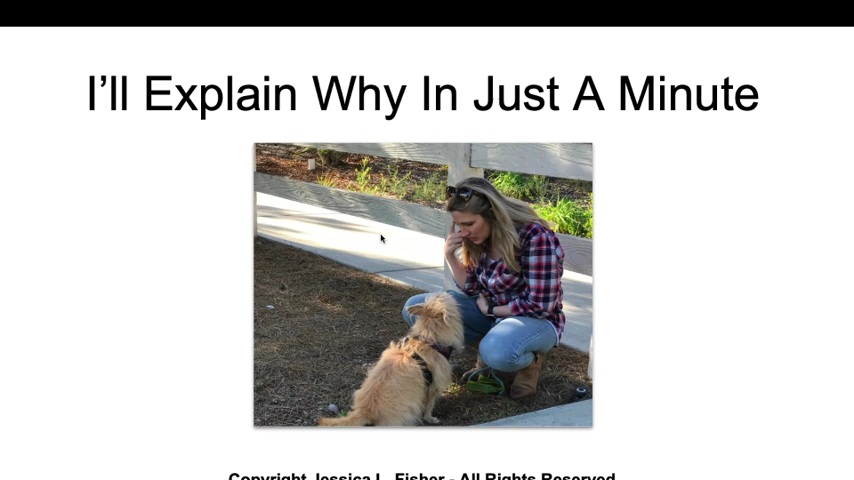 I’ll Explain Why In Just A Minute
Copyright Jessica L. Fisher - All Rights Reserved